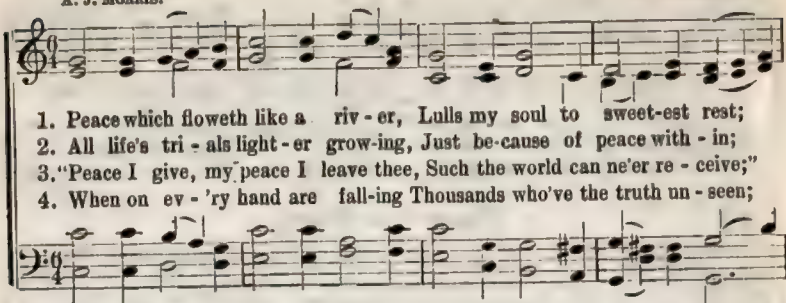 A. J. Morris.
1. Peace which floweth like a riv - er, Lulls my soul to sweet-est rest;
2. All life's tri - als light - er grow-ing, Just be-cause of peace with - in;
3."Peace I give, my peace I leave thee, Such the world can ne'er re - ceive;"
4. When on ev - 'ry hand are fall-ing Thousands who've the truth un - seen;